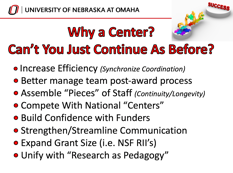 UNIVERSITY OF NEBRASKA AT OMAHA
SUCCESS
Why a Center?
Can't You Just Continue As Before?
Increase Efficiency (Synchronize Coordination)
Better manage team post-award process
Assemble "Pieces" of Staff (Continuity/Longevity)
Compete With National "Centers"
Build Confidence with Funders
Strengthen/Streamline Communication
Expand Grant Size (i.e. NSF RII's)
Unify with "Research as Pedagogy"